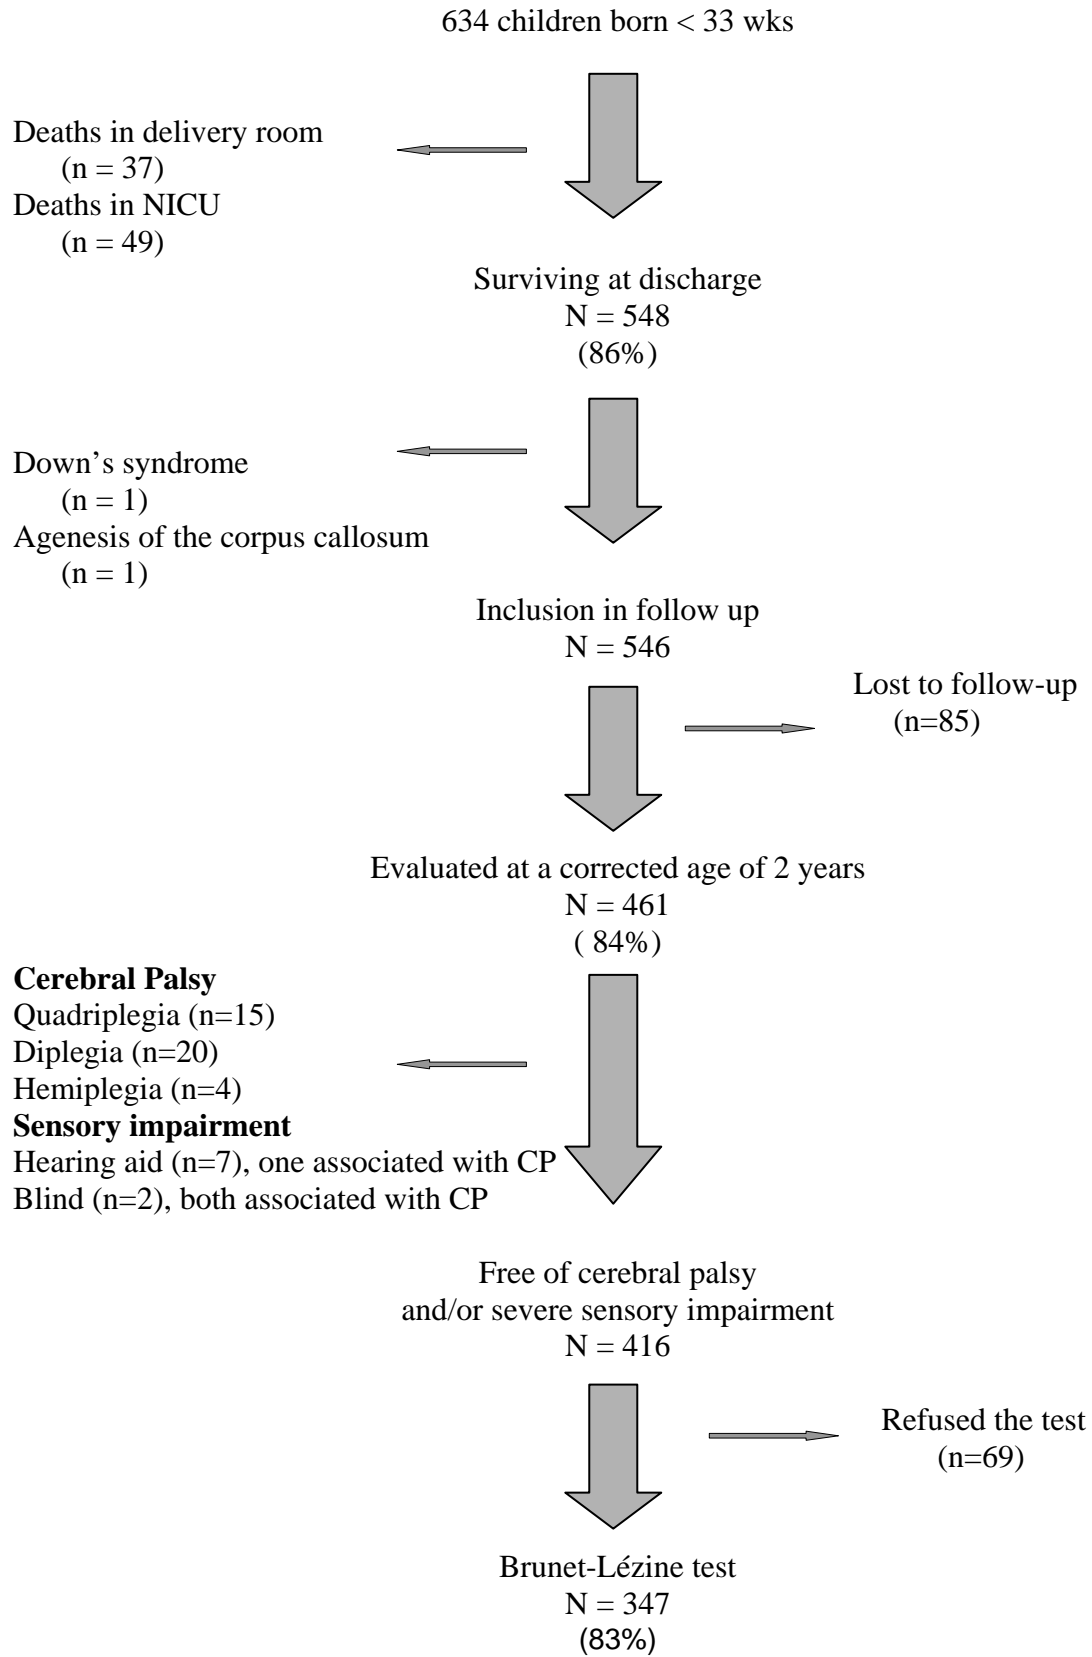 634 children born < 33 wks
Deaths in delivery room
(n = 37)
Deaths in NICU
(n = 49)
Surviving at discharge
N = 548
(86%)
Down’s syndrome
(n = 1)
Agenesis of the corpus callosum
(n = 1)
Inclusion in follow up
N = 546
Lost to follow-up
(n=85)
Evaluated at a corrected age of 2 years
N = 461
( 84%)
Cerebral Palsy
Quadriplegia (n=15)
Diplegia (n=20)
Hemiplegia (n=4)
Sensory impairment
Hearing aid (n=7), one associated with CP
Blind (n=2), both associated with CP
Free of cerebral palsy
and/or severe sensory impairment
N = 416
Refused the test
(n=69)
Brunet-Lézine test
N = 347
(83%)